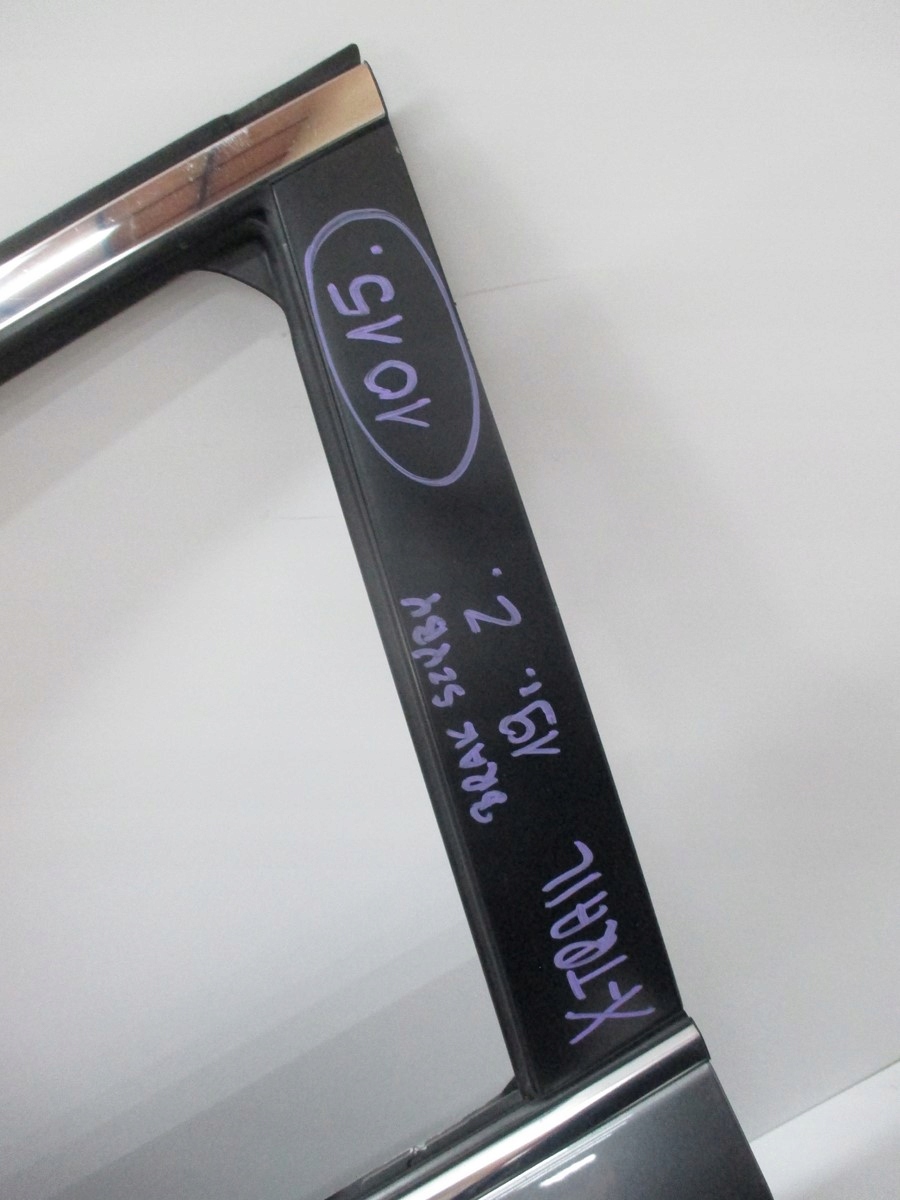 X-TRAIL 19r. Z.
BRAK SZYBY
1015.